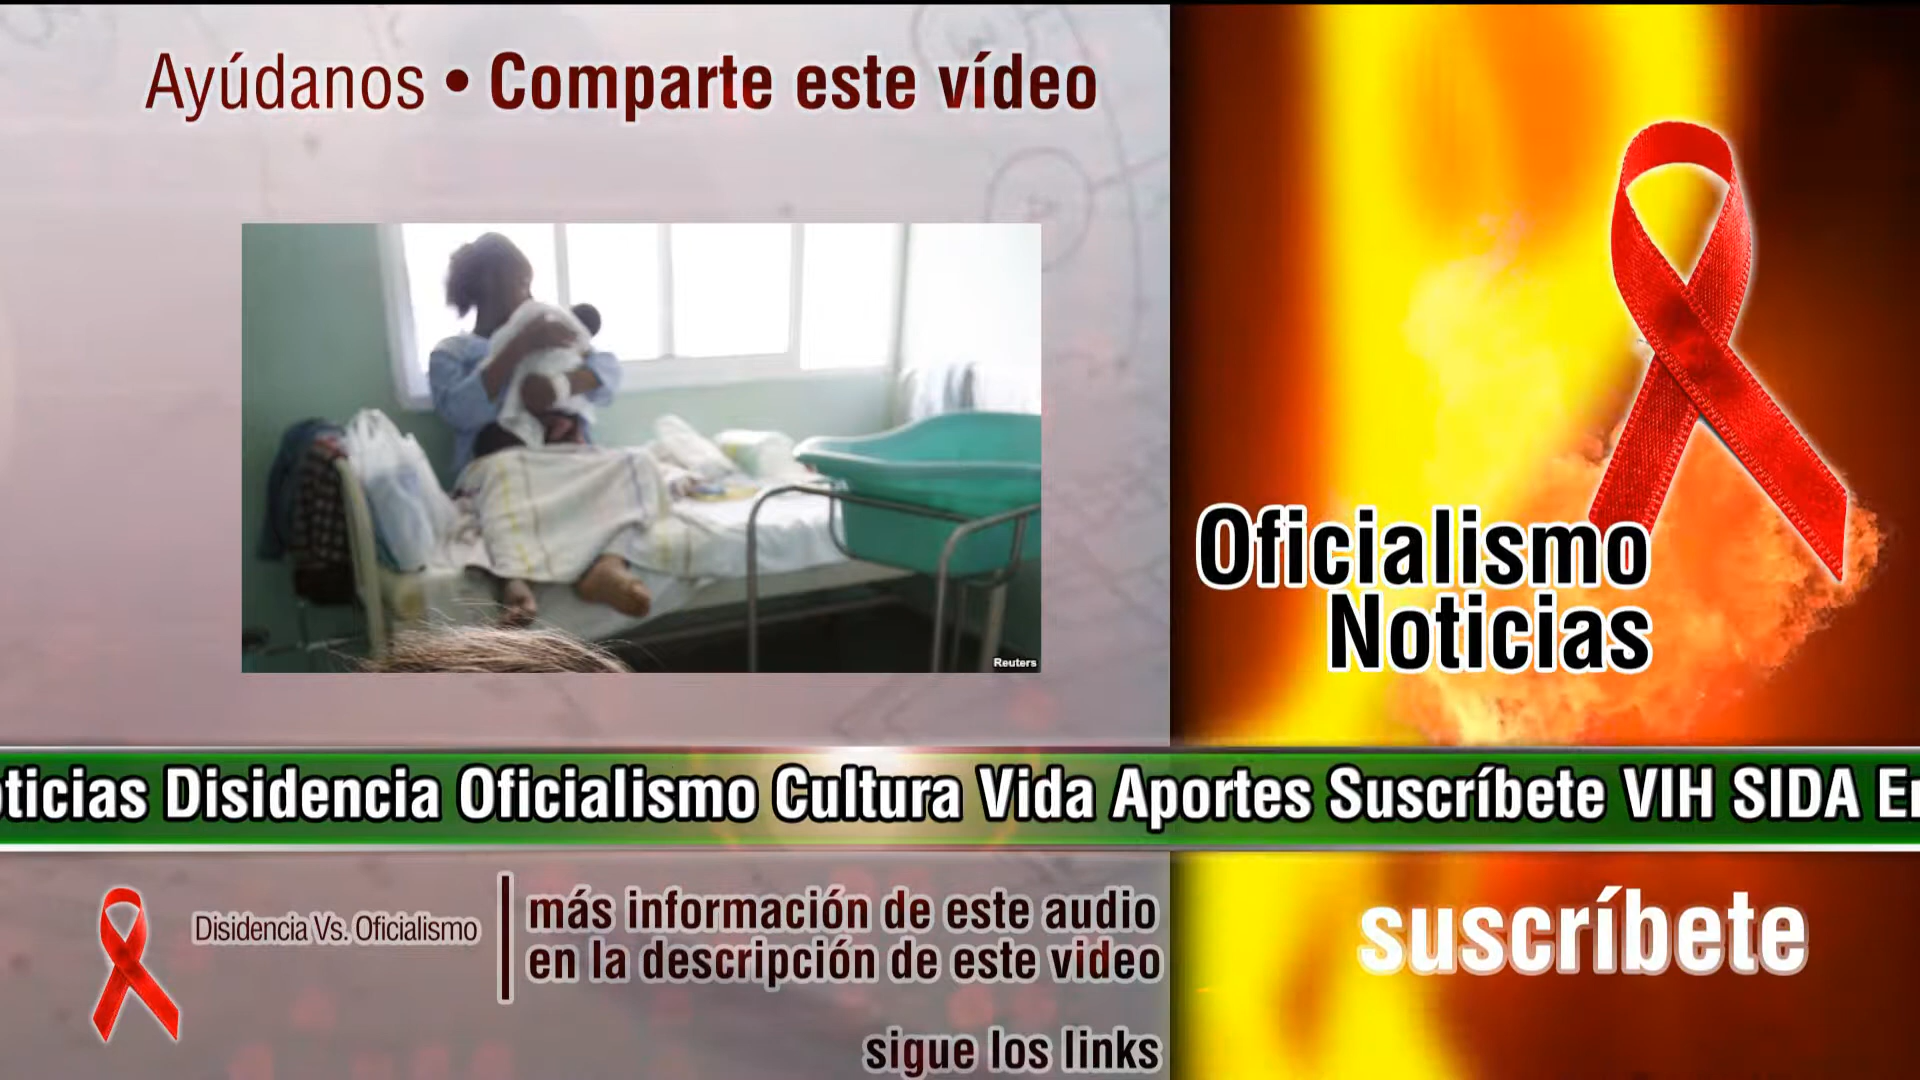 Ayúdanos • Comparte este vídeo
Reuters
Oficialismo
Noticias
Noticias Disidencia Oficialismo Cultura Vida Aportes Suscríbete VIH SIDA
Disidencia Vs. Oficialismo
más información de este audio
en la descripción de este video
sigue los links
suscríbete